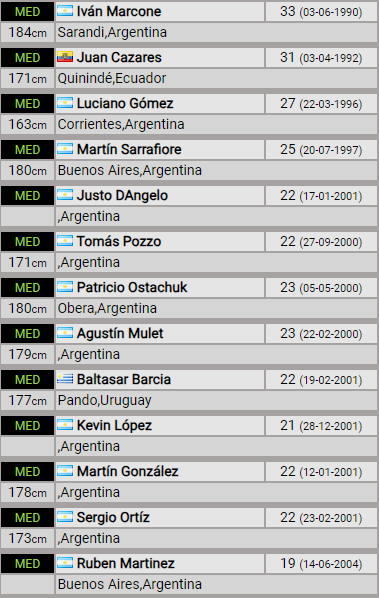 MED Iván Marcone 33 (03-06-1990)
184cm Sarandi,Argentina
MED Juan Cazares 31 (03-04-1992)
171cm Quinindé,Ecuador
MED Luciano Gómez 27 (22-03-1996)
163cm Corrientes,Argentina
MED Martín Sarrafiore 25 (20-07-1997)
180cm Buenos Aires,Argentina
MED Justo DAngelo 22 (17-01-2001)
,Argentina
MED Tomás Pozzo 22 (27-09-2000)
171cm ,Argentina
MED Patricio Ostachuk 23 (05-05-2000)
180cm Obera,Argentina
MED Agustín Mulet 23 (22-02-2000)
179cm ,Argentina
MED Baltasar Barcia 22 (19-02-2001)
177cm Pando,Uruguay
MED Kevin López 21 (28-12-2001)
,Argentina
MED Martín González 22 (12-01-2001)
178cm ,Argentina
MED Sergio Ortíz 22 (23-02-2001)
173cm ,Argentina
MED Ruben Martinez 19 (14-06-2004)
Buenos Aires,Argentina